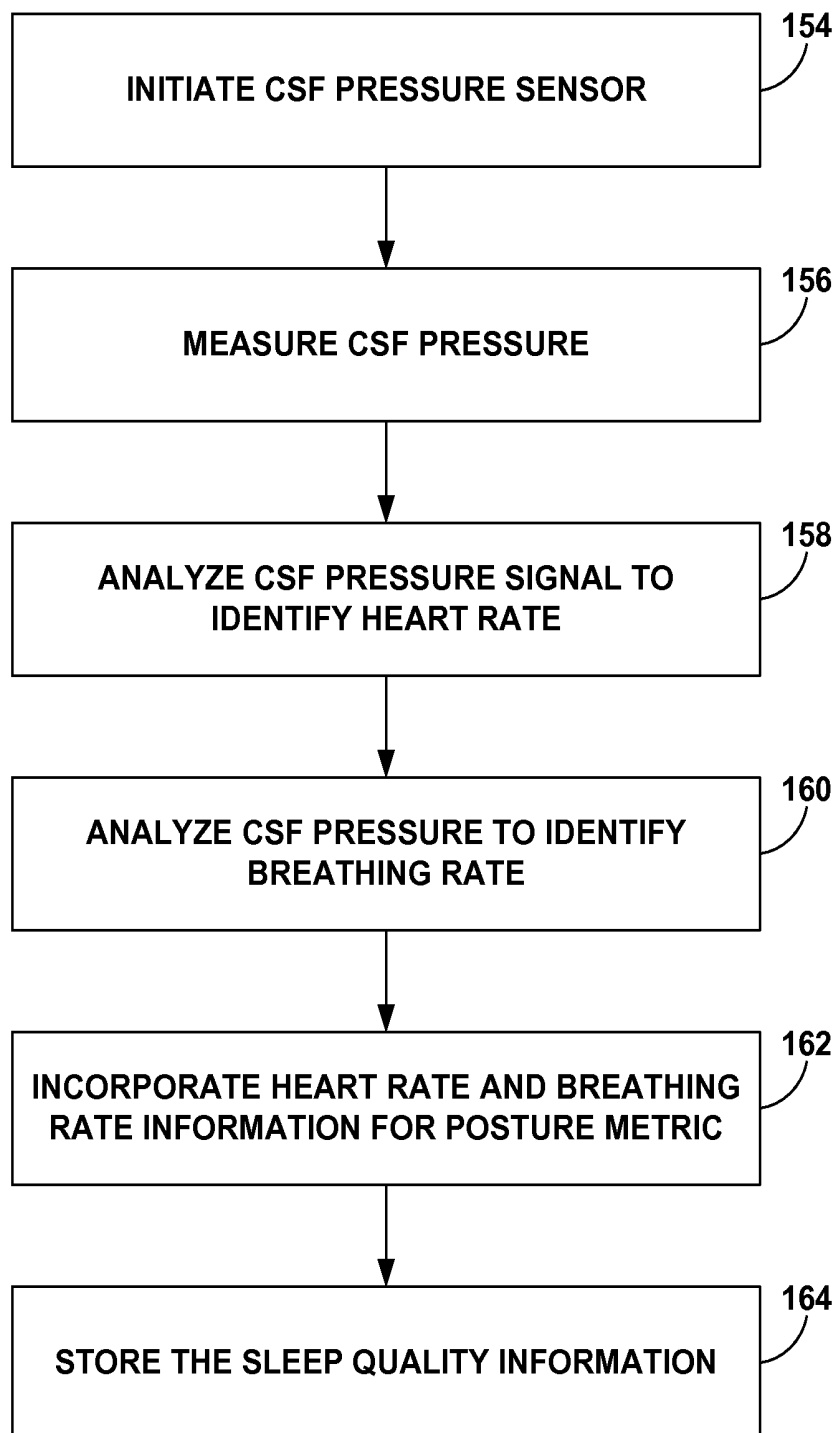 154
INITIATE CSF PRESSURE SENSOR
156
MEASURE CSF PRESSURE
158
ANALYZE CSF PRESSURE SIGNAL TO
IDENTIFY HEART RATE
160
ANALYZE CSF PRESSURE TO IDENTIFY
BREATHING RATE
162
INCORPORATE HEART RATE AND BREATHING
RATE INFORMATION FOR POSTURE METRIC
164
STORE THE SLEEP QUALITY INFORMATION